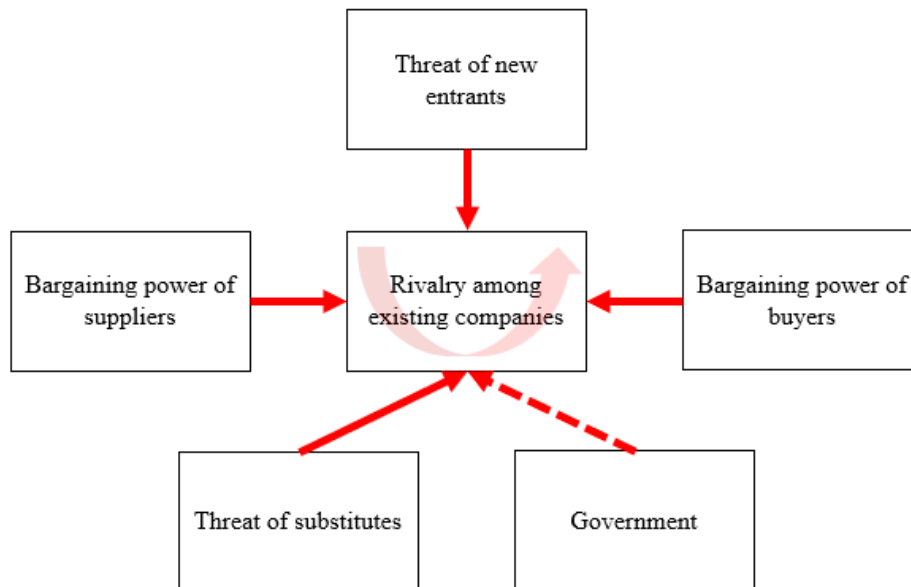 Threat of new
entrants
Bargaining power of
suppliers
Rivalry among
existing companies
Bargaining power of
buyers
Threat of substitutes
Government